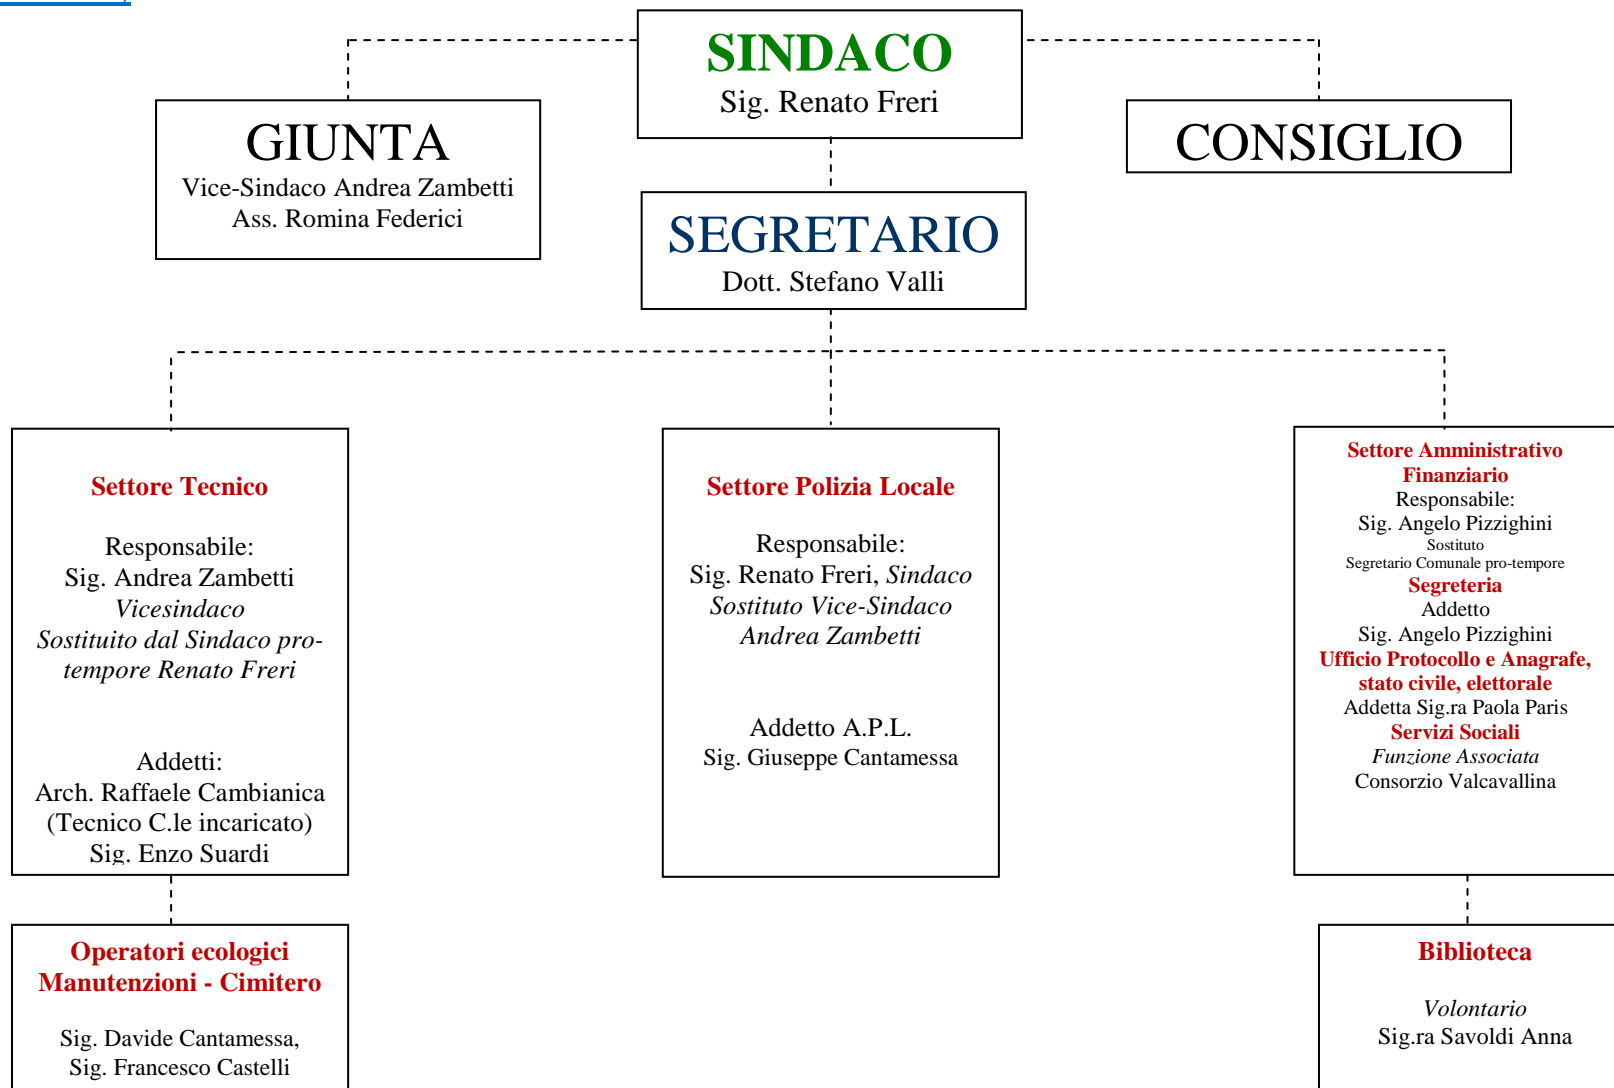 SINDACO
Sig. Renato Freri
GIUNTA
Vice-Sindaco Andrea Zambetti
Ass. Romina Federici
CONSIGLIO
SEGRETARIO
Dott. Stefano Valli
Settore Tecnico
Responsabile:
Sig. Andrea Zambetti
Vicesindaco
Sostituito dal Sindaco pro-
tempore Renato Freri
Addetti:
Arch. Raffaele Cambianica
(Tecnico C.le incaricato)
Sig. Enzo Suardi
Settore Polizia Locale
Responsabile:
Sig. Renato Freri, Sindaco
Sostituto Vice-Sindaco
Andrea Zambetti
Addetto A.P.L.
Sig. Giuseppe Cantamessa
Settore Amministrativo
Finanziario
Responsabile:
Sig. Angelo Pizzighini
Sostituto
Segretario Comunale pro-tempore
Segreteria
Addetto
Sig. Angelo Pizzighini
Ufficio Protocollo e Anagrafe,
stato civile, elettorale
Addetta Sig.ra Paola Paris
Servizi Sociali
Funzione Associata
Consorzio Valcavallina
Operatori ecologici
Manutenzioni - Cimitero
Sig. Davide Cantamessa,
Sig. Francesco Castelli
Biblioteca
Volontario
Sig.ra Savoldi Anna